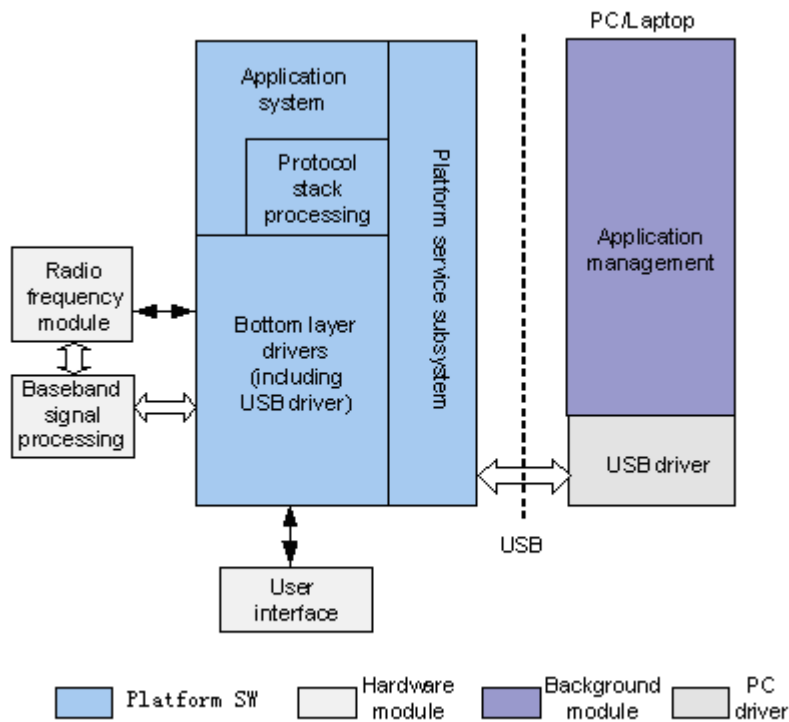 PC/Laptop
Application
system
Protocol
stack
processing
Platform service subsystem
Application
management
Radio
frequency
module
Bottom layer
drivers
(including
USB driver)
Baseband
signal
processing
USB driver
USB
User
interface
Platform SW
Hardware
module
Background
module
PC
driver